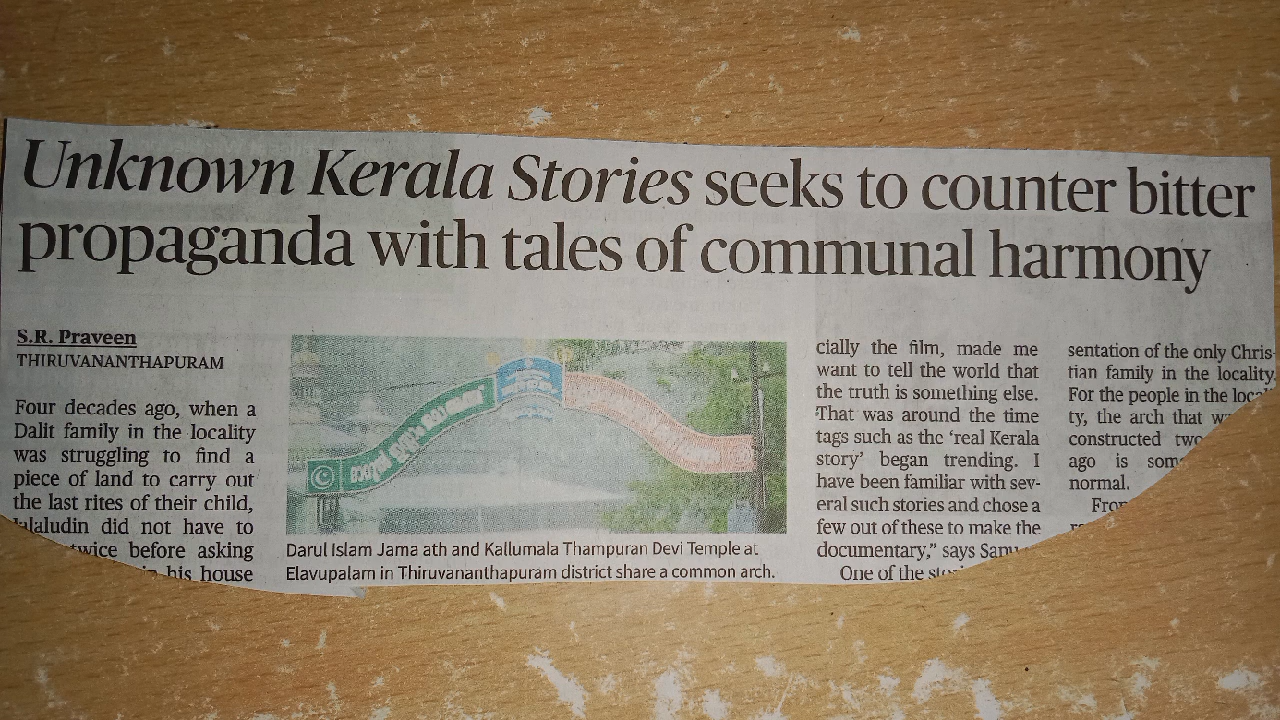 Unknown Kerala Stories seeks to counter bitter
propaganda with tales of communal harmony
S.R. Praveen
THIRUVANANTHAPURAM
Four decades ago, when a
Dalit family in the locality
was struggling to find a
piece of land to carry out
the last rites of their child,
did not have to
twice before asking
his house
Darul Islam Jama ath and Kallumala Thampuran Devi Temple at
Elavupalam in Thiruvananthapuram district share a common arch.
cially the film, made me
want to tell the world that
the truth is something else.
That was around the time
tags such as the ‘real Kerala
story’ began trending. I
have been familiar with sev-
eral such stories and chose a
few out of these to make the
documentary,” says
One of the
sentation of the only Chris-
tian family in the locality
For the people in the
ty, the arch that
constructed
ago is
normal.